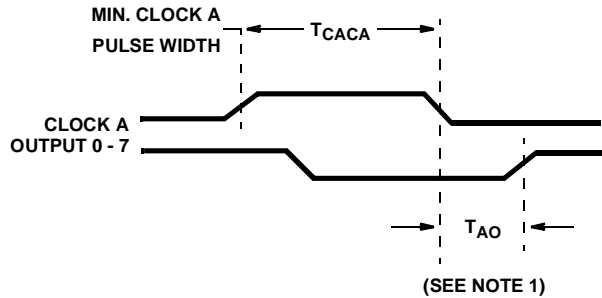 MIN. CLOCK A
PULSE WIDTH
TCACA
CLOCK A
OUTPUT 0 - 7
TAO
(SEE NOTE 1)